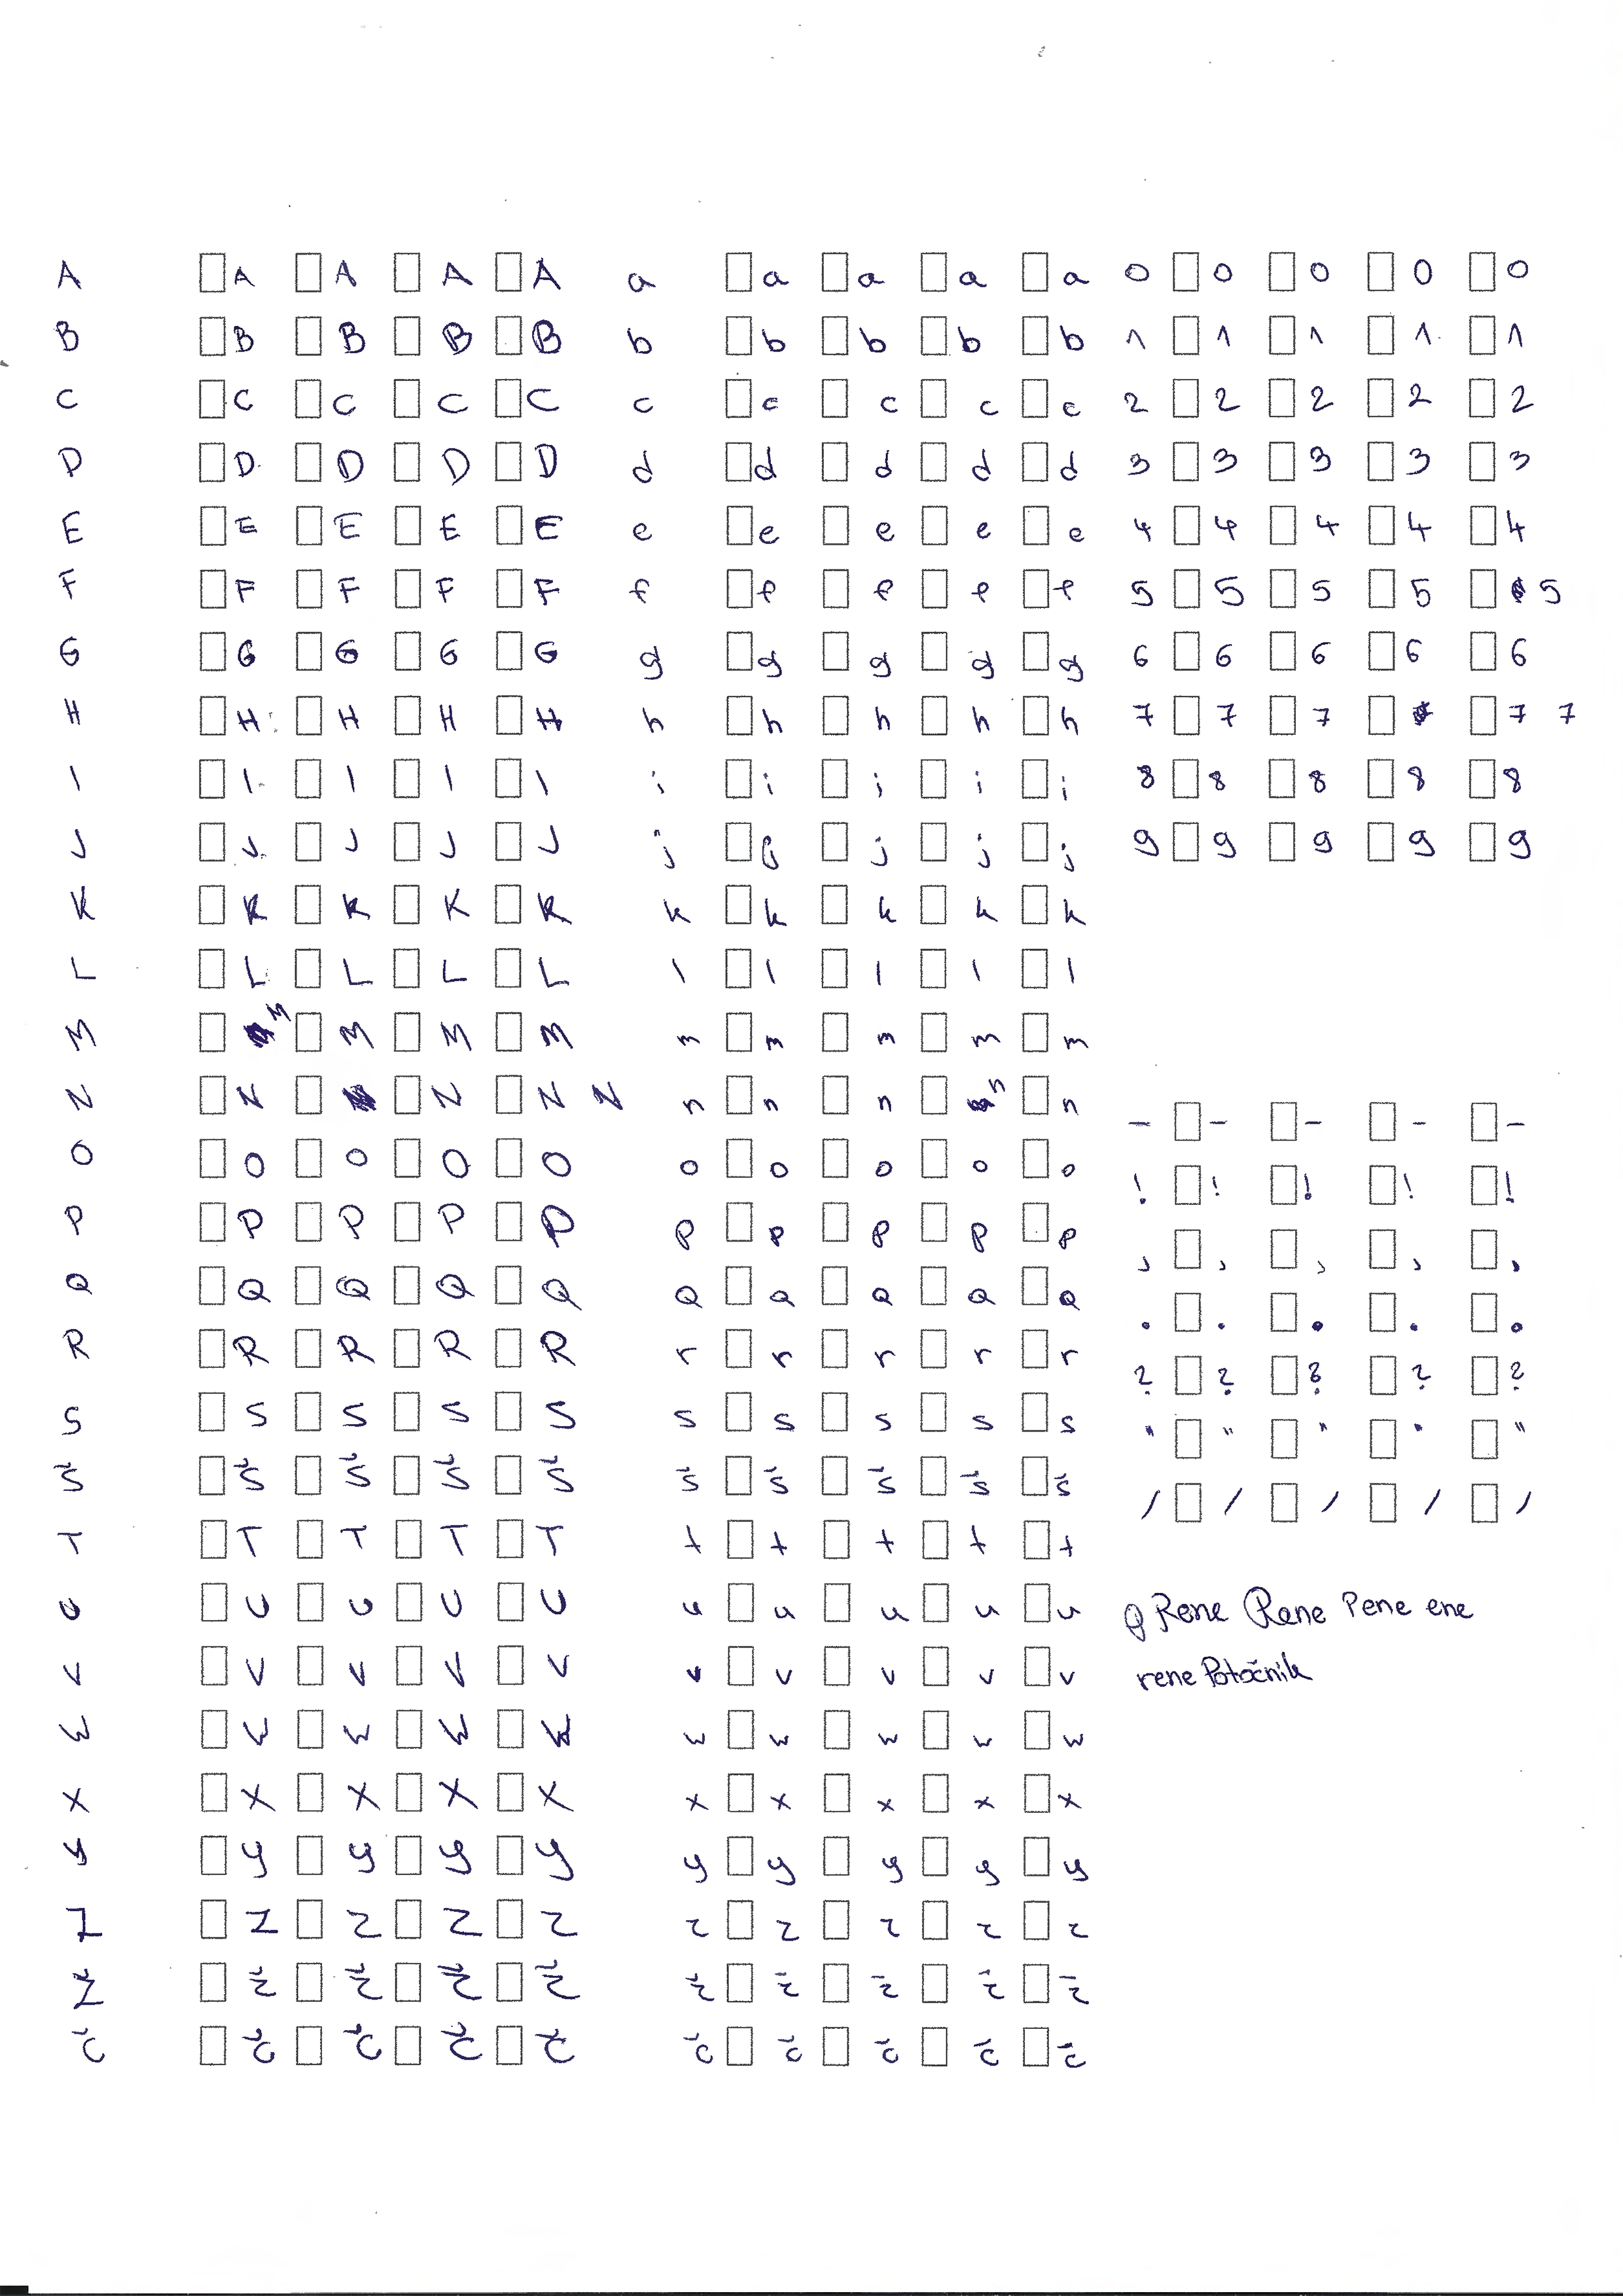 A A A A A a a a a a 0 0 0 0 0
B B B B B b b b b b 1 1 1 1 1
C C C C C c c c c c 2 2 2 2 2
D D D D D d d d d d 3 3 3 3 3
E E E E E e e e e e 4 4 4 4 4
F F F F F f f f f f 5 5 5 5 5
G G G G G g g g g g 6 6 6 6 6
H H H H H h h h h h 7 7 7 7 7
I I I I I i i i i i 8 8 8 8 8
J J J J J j j j j j 9 9 9 9 9
K K K K K k k k k k
L L L L L l l l l l
M M M M M m m m m m
N N N N N n n n n n - - - - -
O O O O O o o o o o
P P P P P p p p p p ! ! ! ! !
Q Q Q Q Q Q Q Q Q Q , , , , ,
R R R R R r r r r r . . . . .
S S S S S s s s s s ? ? ? ? ?
Š Š Š Š Š š š š š š " " " " "
T T T T T t t t t t / / / / /
U U U U U u u u u u Rene Rene Pene ene
V V V V V v v v v v rene Potočnik
W W W W W w w w w w
X X X X X x x x x x
y y y y y y y y y y
Z Z Z Z Z z z z z z
Ž Ž Ž Ž Ž ž ž ž ž ž
Č Č Č Č Č č č č č č